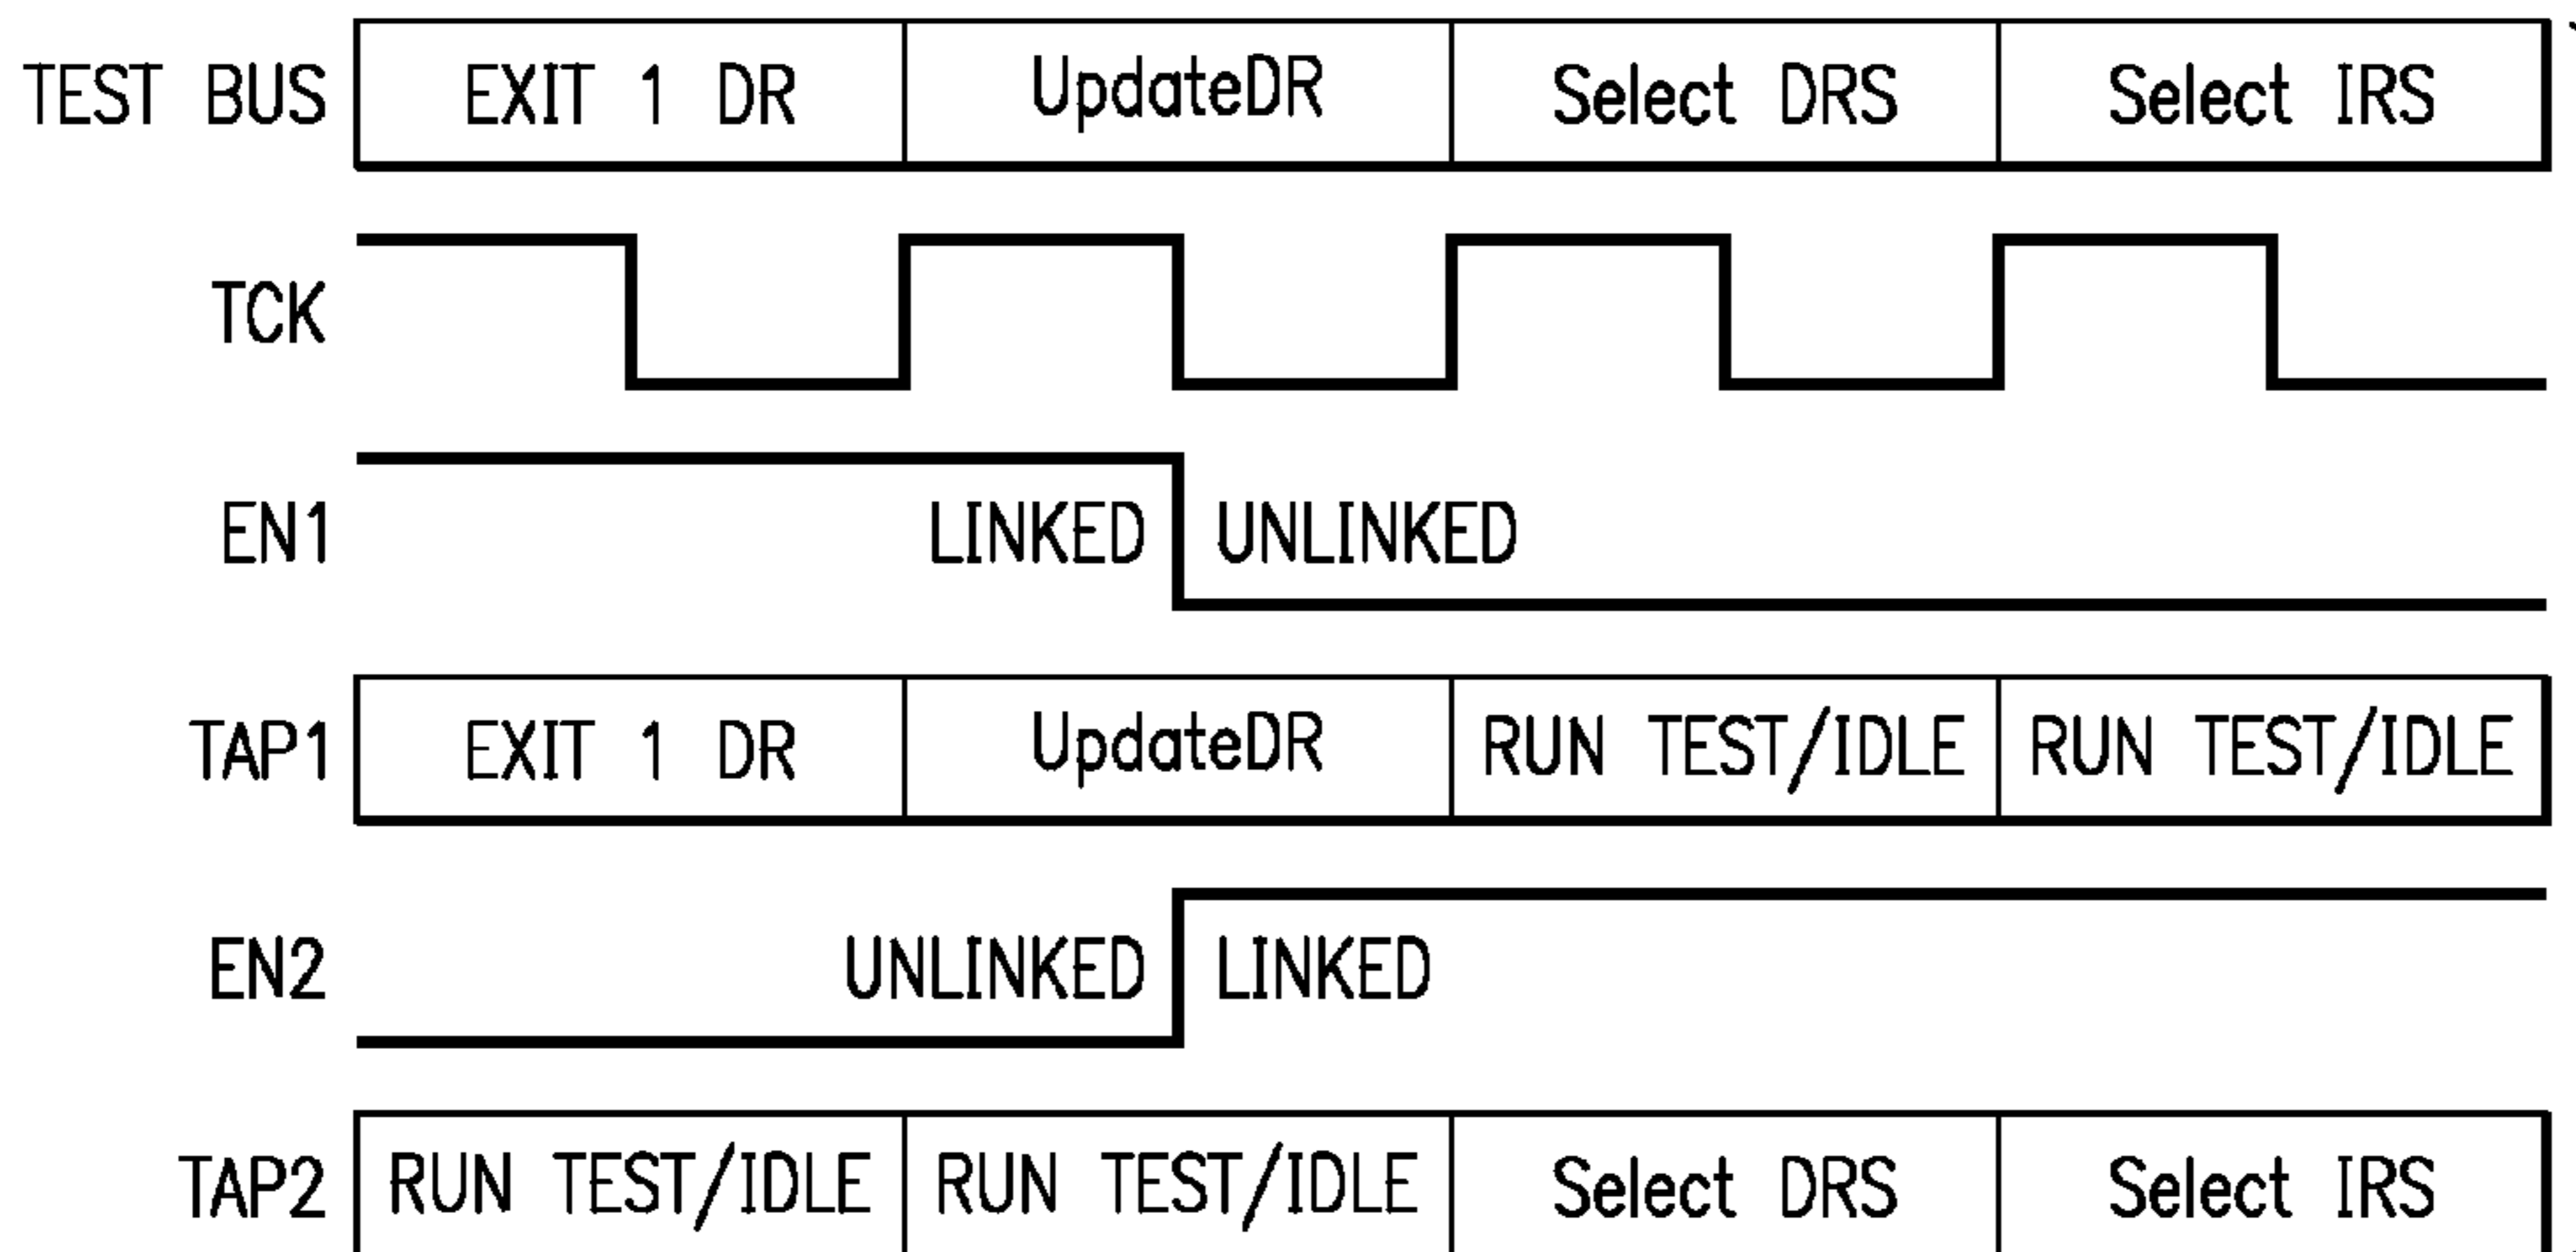 TEST BUS EXIT 1 DR UpdateDR Select DRS Select IRS
TCK
EN1 LINKED UNLINKED
TAP1 EXIT 1 DR UpdateDR RUN TEST/IDLE RUN TEST/IDLE
EN2 UNLINKED LINKED
TAP2 RUN TEST/IDLE RUN TEST/IDLE Select DRS Select IRS